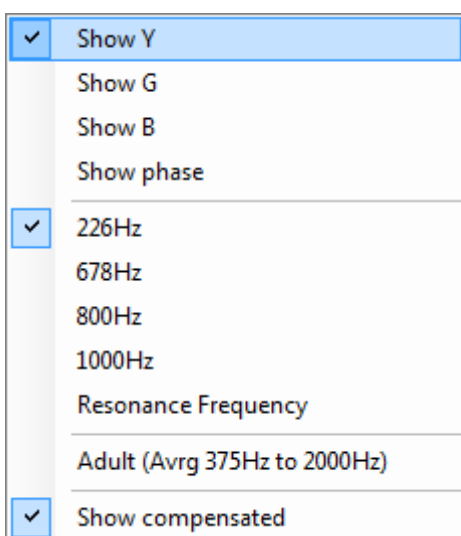 Show Y
Show G
Show B
Show phase
226Hz
678Hz
800Hz
1000Hz
Resonance Frequency
Adult (Avrg 375Hz to 2000Hz)
Show compensated